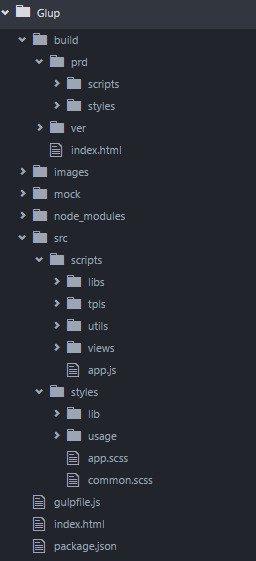 Glup
build
prd
scripts
styles
ver
index.html
images
mock
node_modules
src
scripts
libs
tpls
utils
views
app.js
styles
lib
usage
app.scss
common.scss
gulpfile.js
index.html
package.json